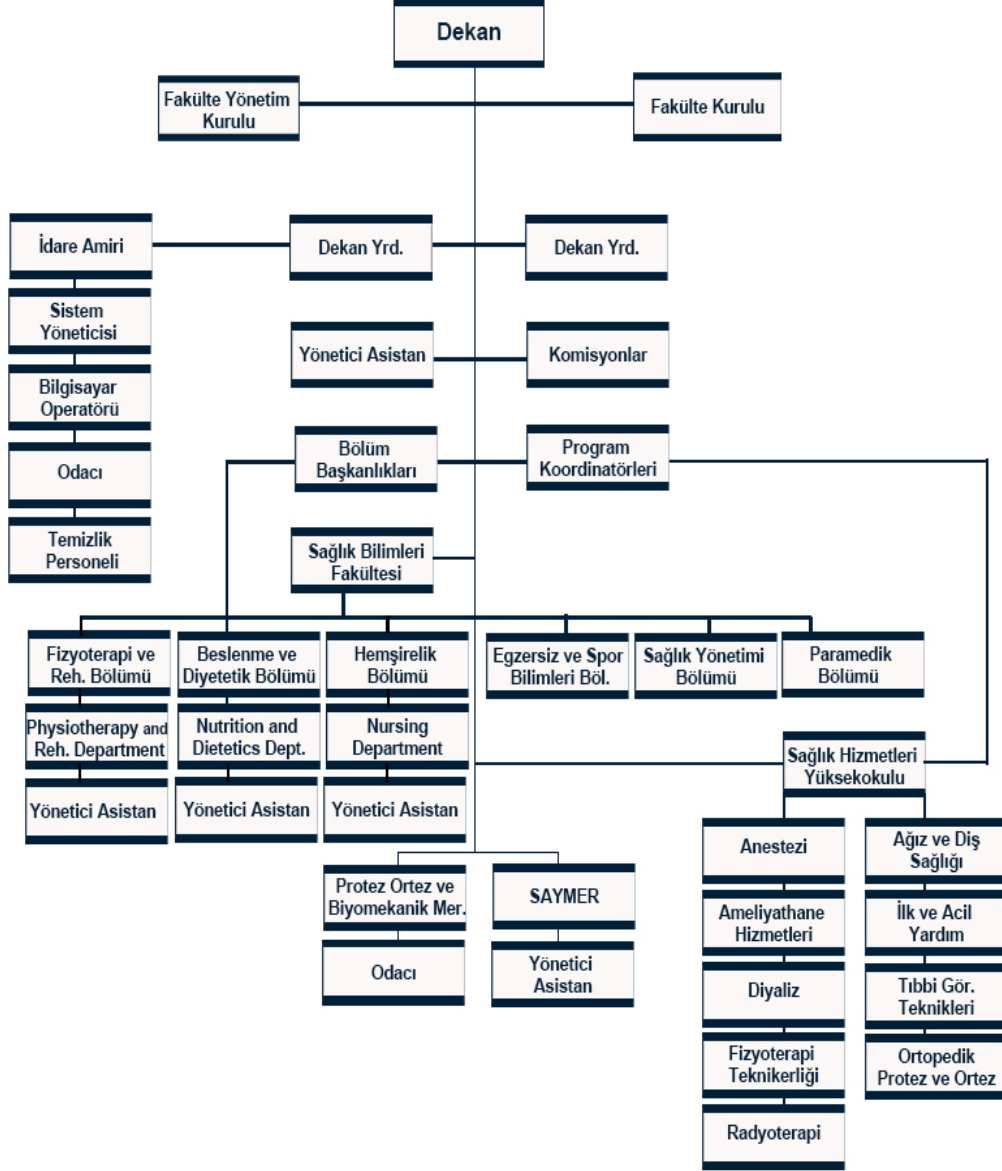 Dekan
Fakülte Yönetim
Kurulu
Fakülte Kurulu
İdare Amiri
Dekan Yrd.
Dekan Yrd.
Sistem
Yöneticisi
Yönetici Asistan
Komisyonlar
Bilgisayar
Operatörü
Bölüm
Başkanlıkları
Program
Koordinatörleri
Odacı
Temizlik
Personeli
Sağlık Bilimleri
Fakültesi
Fizyoterapi ve
Reh. Bölümü
Beslenme ve
Diyetetik Bölümü
Hemşirelik
Bölümü
Egzersiz ve Spor
Bilimleri Böl.
Sağlık Yönetimi
Bölümü
Paramedik
Bölümü
Physiotherapy and
Reh. Department
Nutrition and
Dietetics Dept.
Nursing
Department
Yönetici Asistan
Yönetici Asistan
Yönetici Asistan
Sağlık Hizmetleri
Yüksekokulu
Anestezi
Ağız ve Diş
Sağlığı
Protez Ortez ve
Biyomekanik Mer.
SAYMER
Ameliyathane
Hizmetleri
İlk ve Acil
Yardım
Odacı
Yönetici
Asistan
Diyaliz
Tıbbi Gör.
Teknikleri
Fizyoterapi
Teknikerliği
Ortopedik
Protez ve Ortez
Radyoterapi